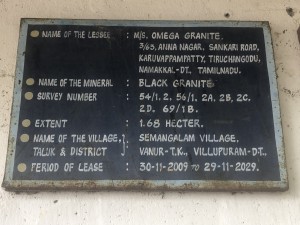 NAME OF THE LESSEE : M/S. OMEGA GRANITE.
3/65, ANNA NAGAR, SANKARI ROAD,
KARUVAPPAMPATTY, TIRUCHINGODU,
NAMAKKAL-DT, TAMILNADU.
NAME OF THE MINERAL : BLACK GRANITE
SURVEY NUMBER : 54/1, 2, 56/1, 2A, 2B, 2C,
2D, 69/1B.
EXTENT : 1.68 HECTER.
NAME OF THE VILLAGE, TALUK & DISTRICT } : SEMANGALAM VILLAGE,
VANUR-T.K., VILLUPURAM-DT.,
PERIOD OF LEASE : 30-11-2009 TO 29-11-2029.